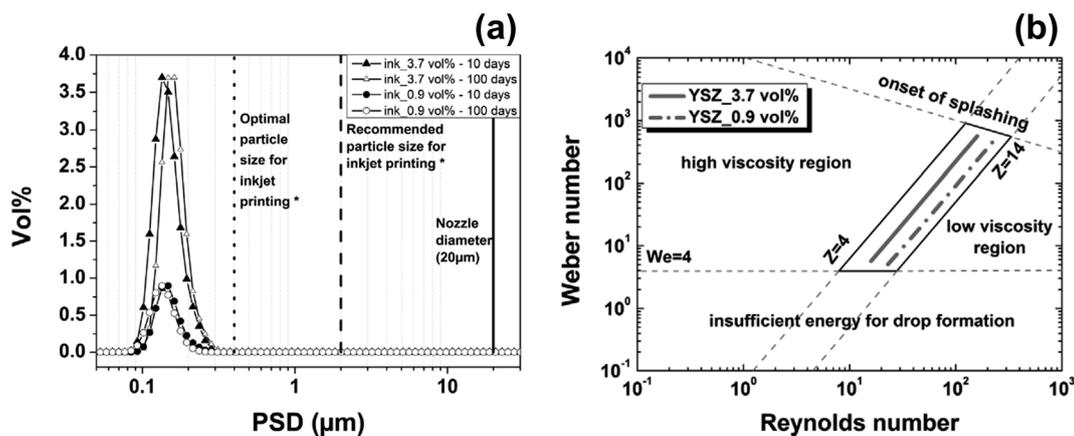 (a)
4.0
3.5
3.0
2.5
2.0
1.5
1.0
0.5
0.0
Vol%
ink_3.7 vol% - 10 days
ink_3.7 vol% - 100 days
ink_0.9 vol% - 10 days
ink_0.9 vol% - 100 days
Optimal
particle
size for
inkjet
printing *
Recommended
particle size for
inkjet printing *
Nozzle
diameter
(20µm)
0.1
1
10
PSD (µm)
(b)
10^4
10^3
10^2
10^1
10^0
10^-1
Weber number
YSZ_3.7 vol%
YSZ_0.9 vol%
onset of splashing
high viscosity region
Z=14
Z=4
low viscosity
region
We=4
insufficient energy for drop formation
10^-1
10^0
10^1
10^2
10^3
Reynolds number